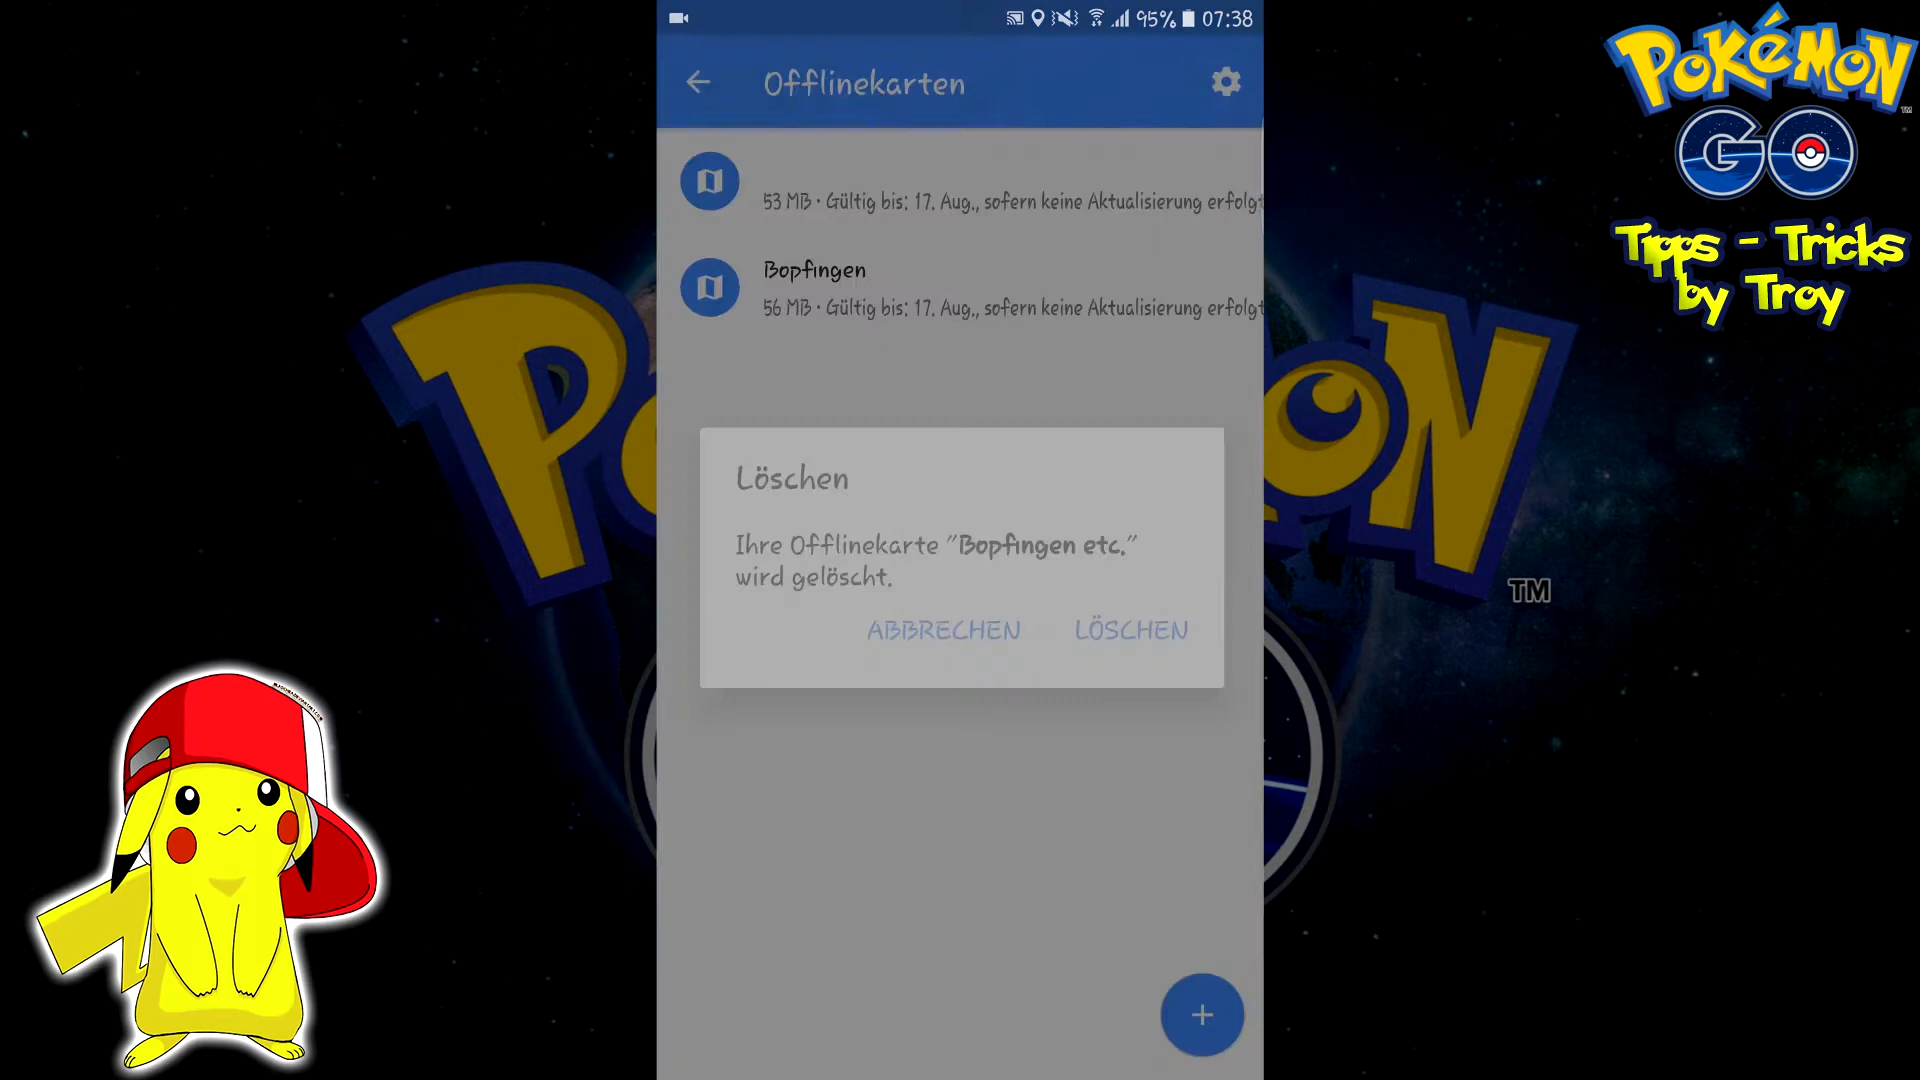 95% 07:38
Offlinekarten
53 MB · Gültig bis: 17. Aug., sofern keine Aktualisierung erfolgt
Bopfingen
56 MB · Gültig bis: 17. Aug., sofern keine Aktualisierung erfolgt
Löschen
Ihre Offlinekarte "Bopfingen etc."
wird gelöscht.
ABBRECHEN LÖSCHEN
POKéMON
TM
GO
Tipps - Tricks
by Troy
P
ON
TM